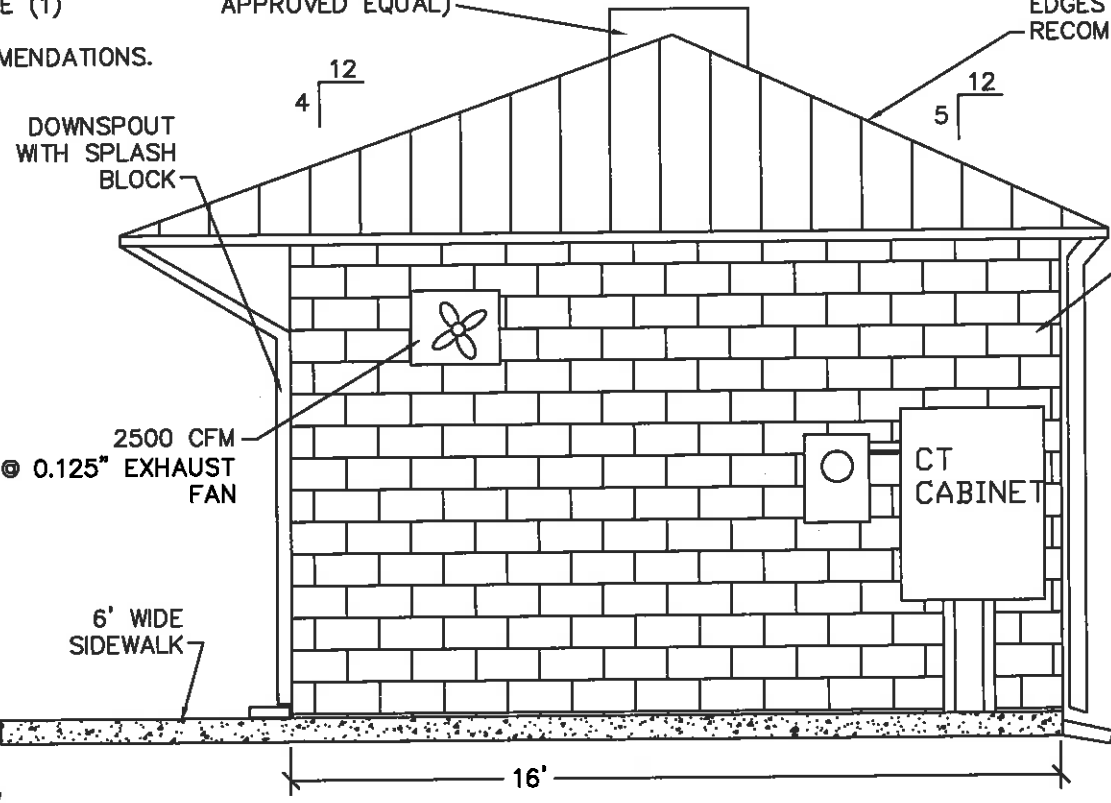 E (1)
APPROVED EQUAL)
EDGES
RECOM
MENDATIONS.
12
4
12
5
DOWNSPOUT
WITH SPLASH
BLOCK
2500 CFM
@ 0.125" EXHAUST
FAN
CT
CABINET
6' WIDE
SIDEWALK
16'